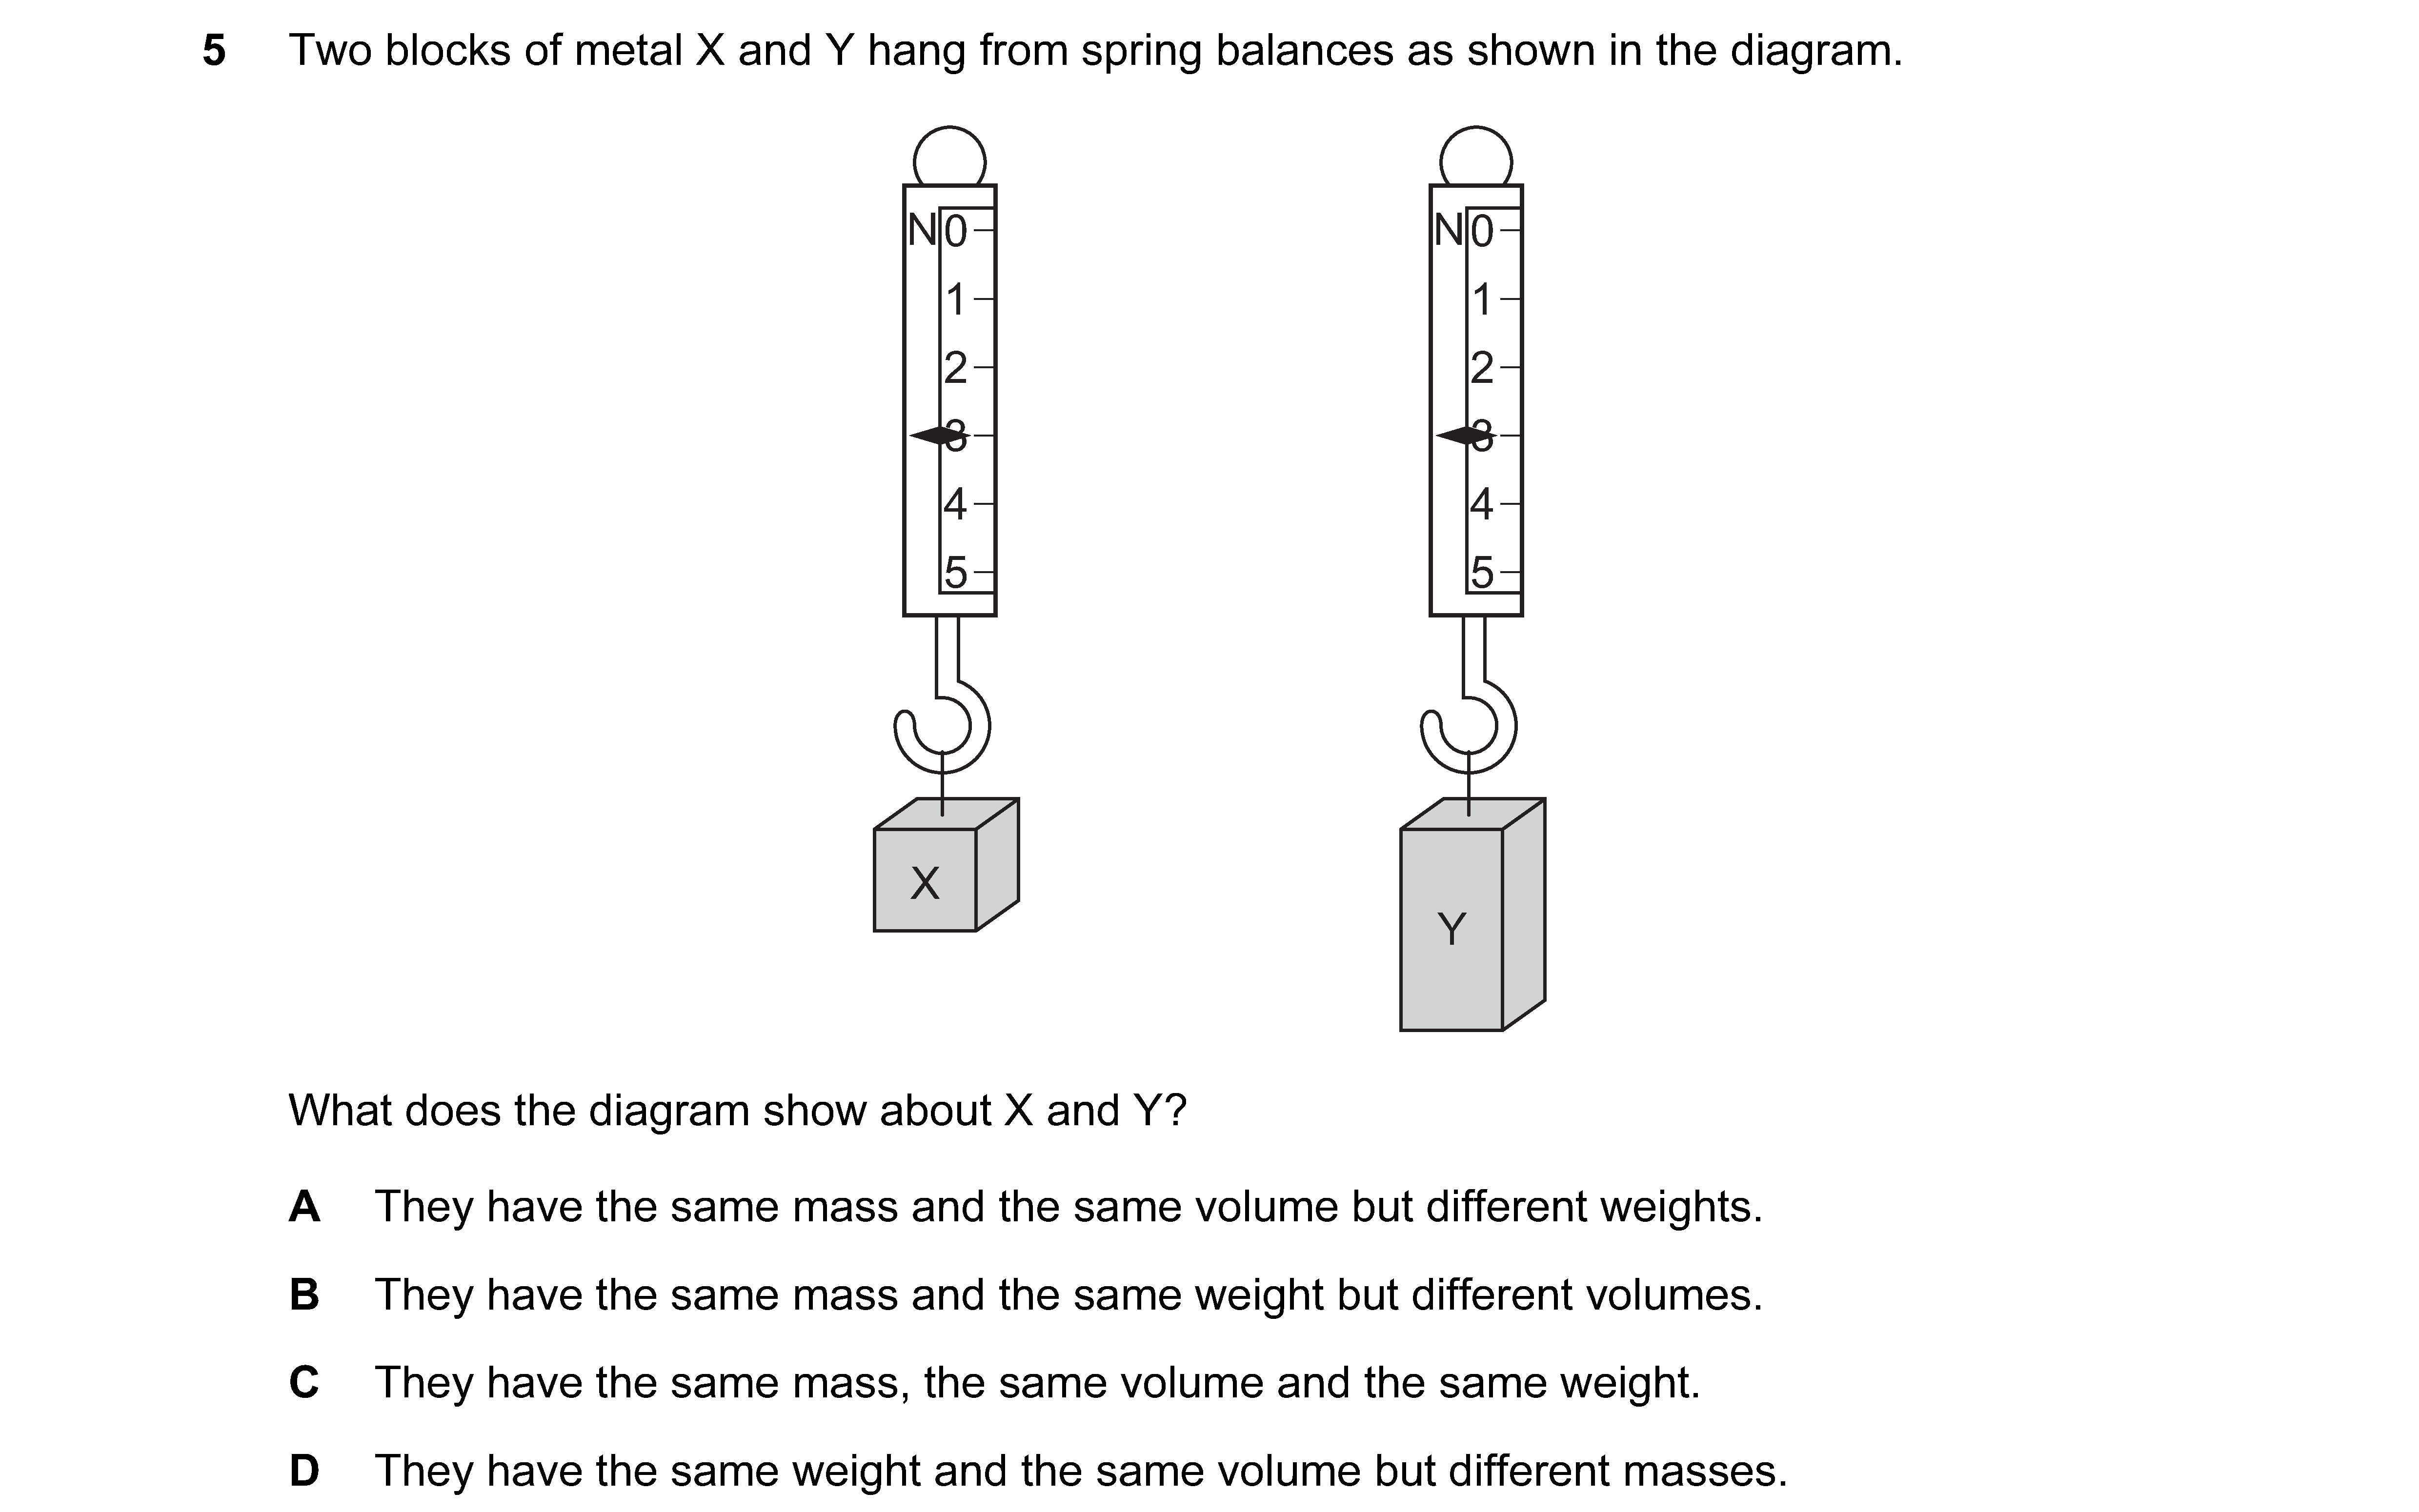 5 Two blocks of metal X and Y hang from spring balances as shown in the diagram.
N 0 N 0
1 1
2 2
3 3
4 4
5 5
X Y
What does the diagram show about X and Y?
A They have the same mass and the same volume but different weights.
B They have the same mass and the same weight but different volumes.
C They have the same mass, the same volume and the same weight.
D They have the same weight and the same volume but different masses.